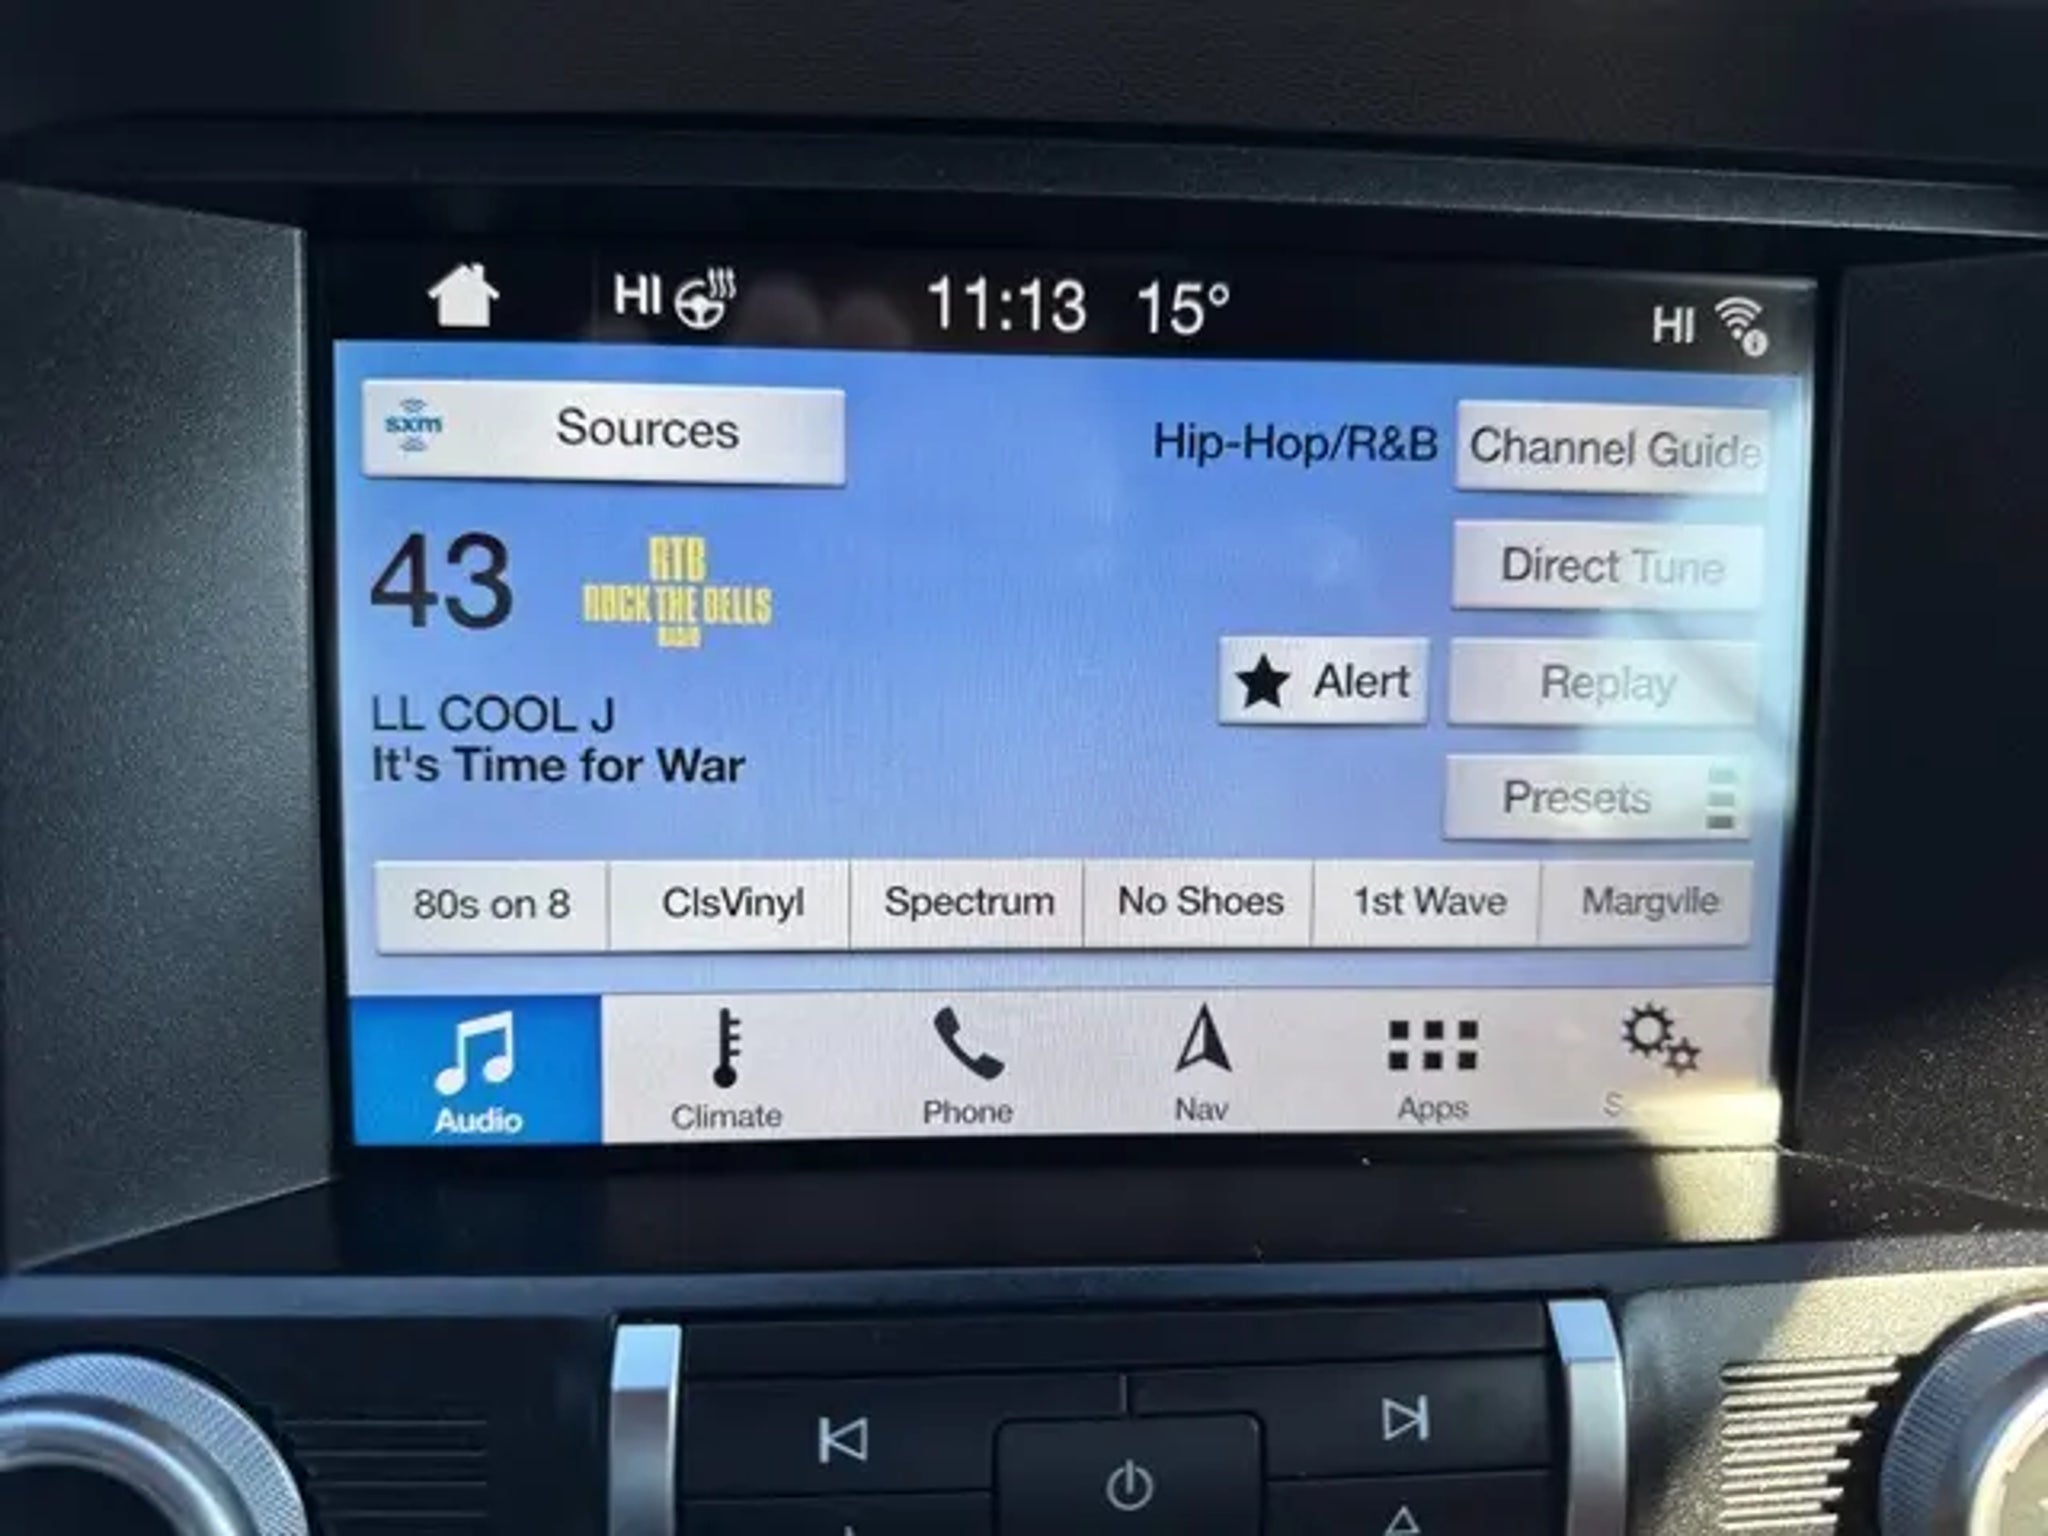 HI 11:13 15° HI
sxm Sources
Hip-Hop/R&B Channel Guide
43
RTB
ROCK THE BELLS
RADIO
Direct Tune
Alert Replay
LL COOL J
It's Time for War
Presets
80s on 8 ClsVinyl Spectrum No Shoes 1st Wave Margvlle
Audio Climate Phone Nav Apps